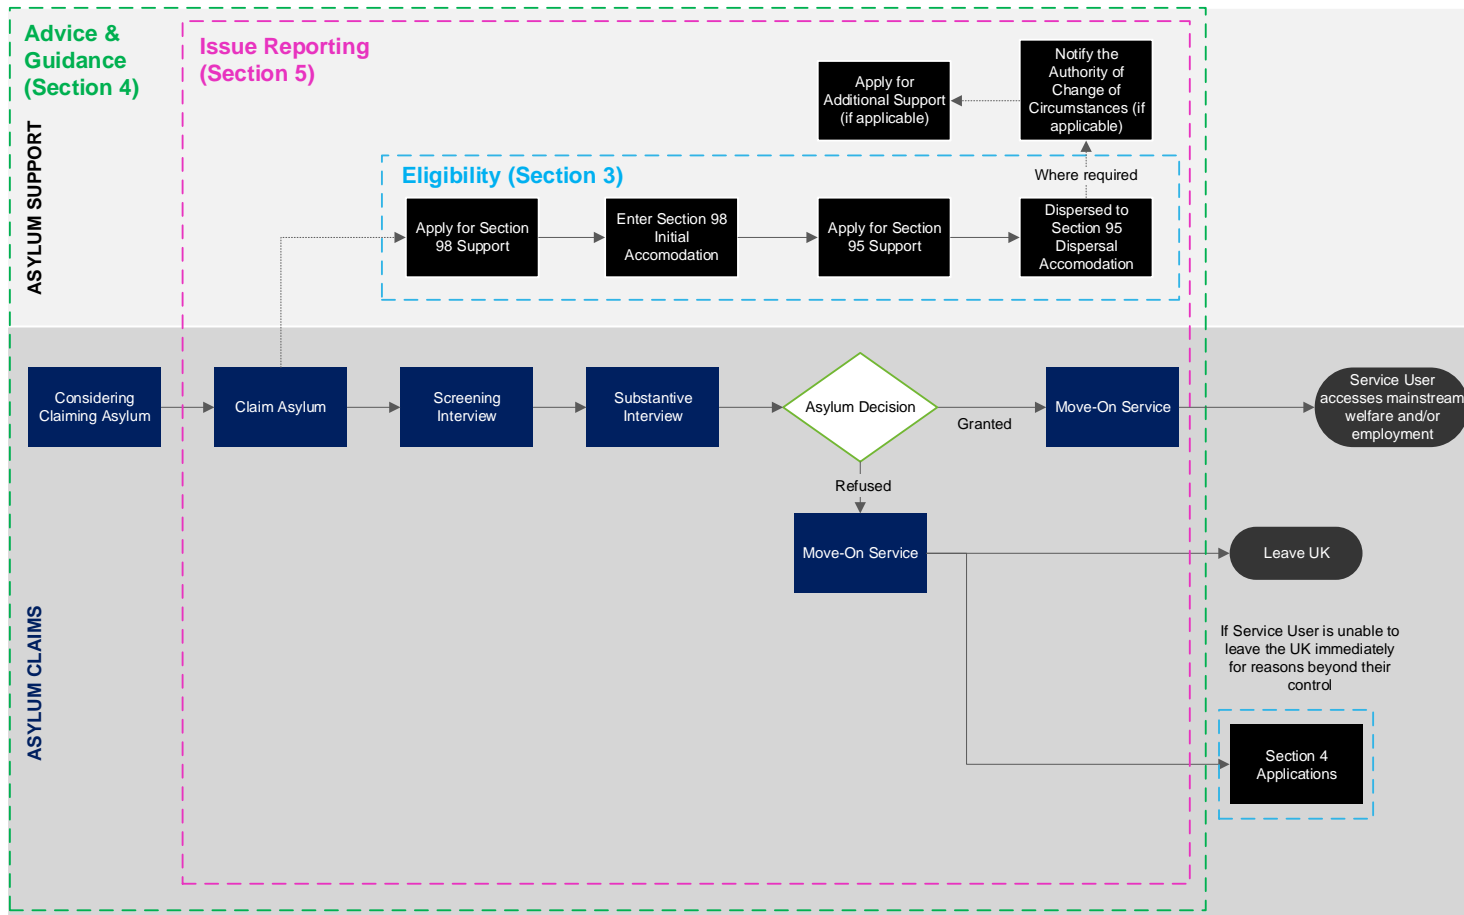 Advice &
Guidance
(Section 4)
Issue Reporting
(Section 5)
ASYLUM SUPPORT
Apply for
Additional Support
(if applicable)
Notify the
Authority of
Change of
Circumstances (if
applicable)
Eligibility (Section 3)
Where required
Apply for Section
98 Support
Enter Section 98
Initial
Accomodation
Apply for Section
95 Support
Dispersed to
Section 95
Dispersal
Accomodation
Considering
Claiming Asylum
Claim Asylum
Screening
Interview
Substantive
Interview
Asylum Decision
Granted
Move-On Service
Service User
accesses mainstream
welfare and/or
employment
Refused
Move-On Service
Leave UK
ASYLUM CLAIMS
If Service User is unable to
leave the UK immediately
for reasons beyond their
control
Section 4
Applications